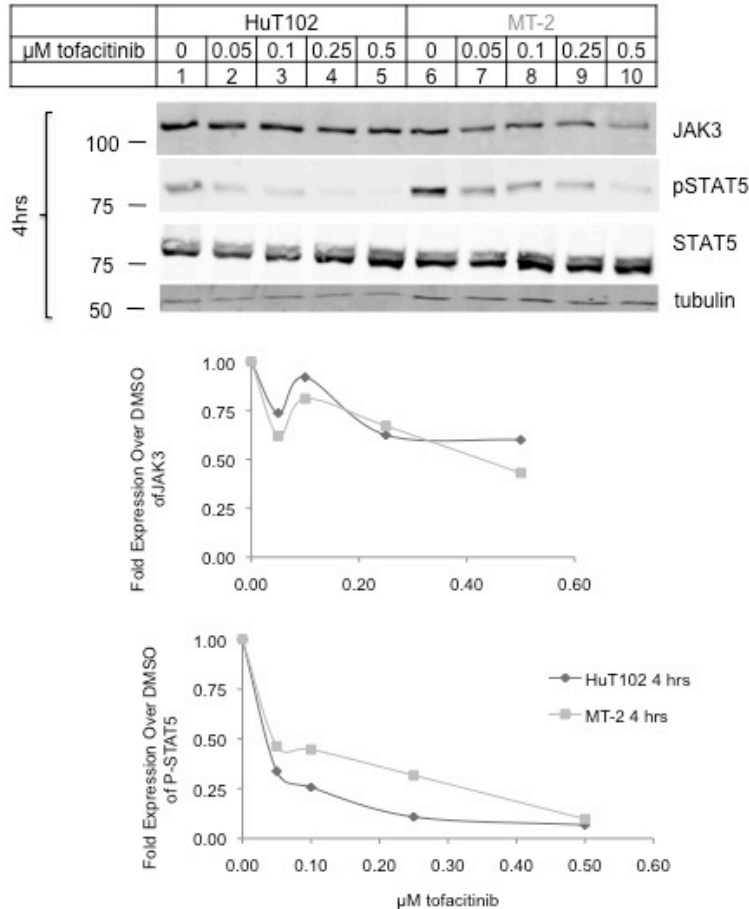 HuT102 MT-2
μM tofacitinib 0 0.05 0.1 0.25 0.5 0 0.05 0.1 0.25 0.5
1 2 3 4 5 6 7 8 9 10
4hrs
100
JAK3
75
pSTAT5
75
STAT5
50
tubulin
Fold Expression Over DMSO
ofJAK3
1.00
0.75
0.50
0.25
0.00
0.00 0.20 0.40 0.60
Fold Expression Over DMSO
of P-STAT5
1.00
0.75
0.50
0.25
0.00
HuT102 4 hrs
MT-2 4 hrs
0.00 0.10 0.20 0.30 0.40 0.50 0.60
μM tofacitinib